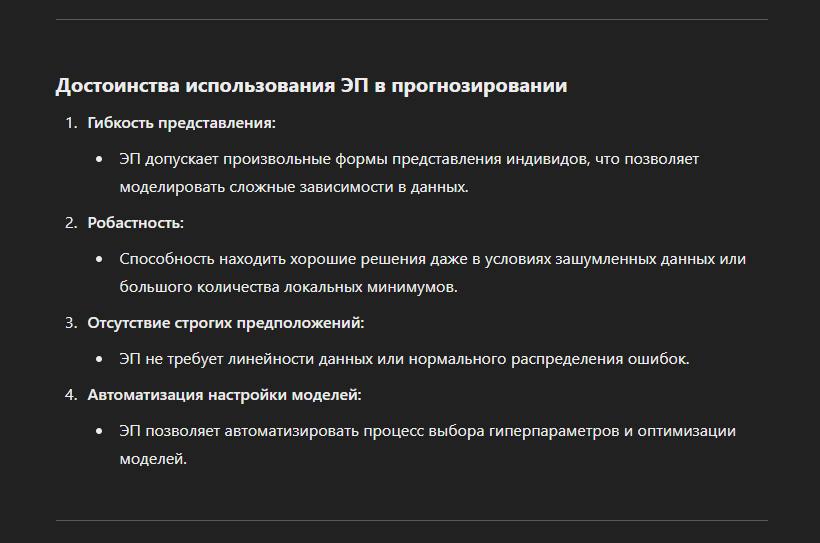 Достоинства использования ЭП в прогнозировании
1. Гибкость представления:
• ЭП допускает произвольные формы представления индивидов, что позволяет
моделировать сложные зависимости в данных.
2. Робастность:
• Способность находить хорошие решения даже в условиях зашумленных данных или
большого количества локальных минимумов.
3. Отсутствие строгих предположений:
• ЭП не требует линейности данных или нормального распределения ошибок.
4. Автоматизация настройки моделей:
• ЭП позволяет автоматизировать процесс выбора гиперпараметров и оптимизации
моделей.